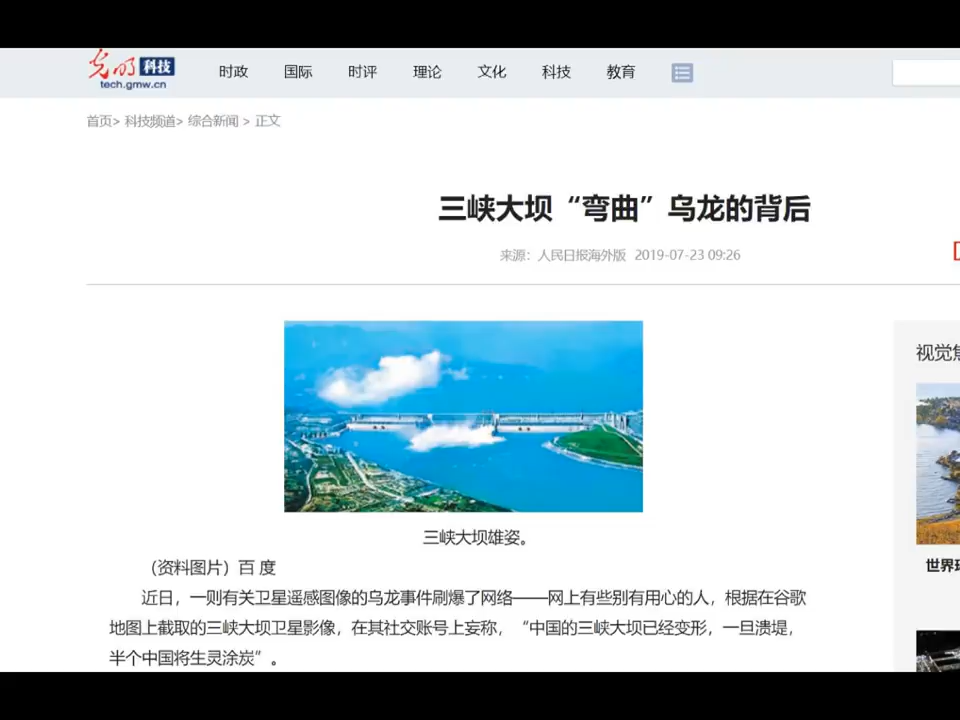 光明科技
tech.gmw.cn
时政 国际 时评 理论 文化 科技 教育
首页> 科技频道> 综合新闻 > 正文
三峡大坝“弯曲”乌龙的背后
来源：人民日报海外版 2019-07-23 09:26
三峡大坝雄姿。
（资料图片）百 度
近日，一则有关卫星遥感图像的乌龙事件刷爆了网络——网上有些别有用心的人，根据在谷歌
地图上截取的三峡大坝卫星影像，在其社交账号上妄称，“中国的三峡大坝已经变形，一旦溃堤，
半个中国将生灵涂炭”。
视觉焦
世界环